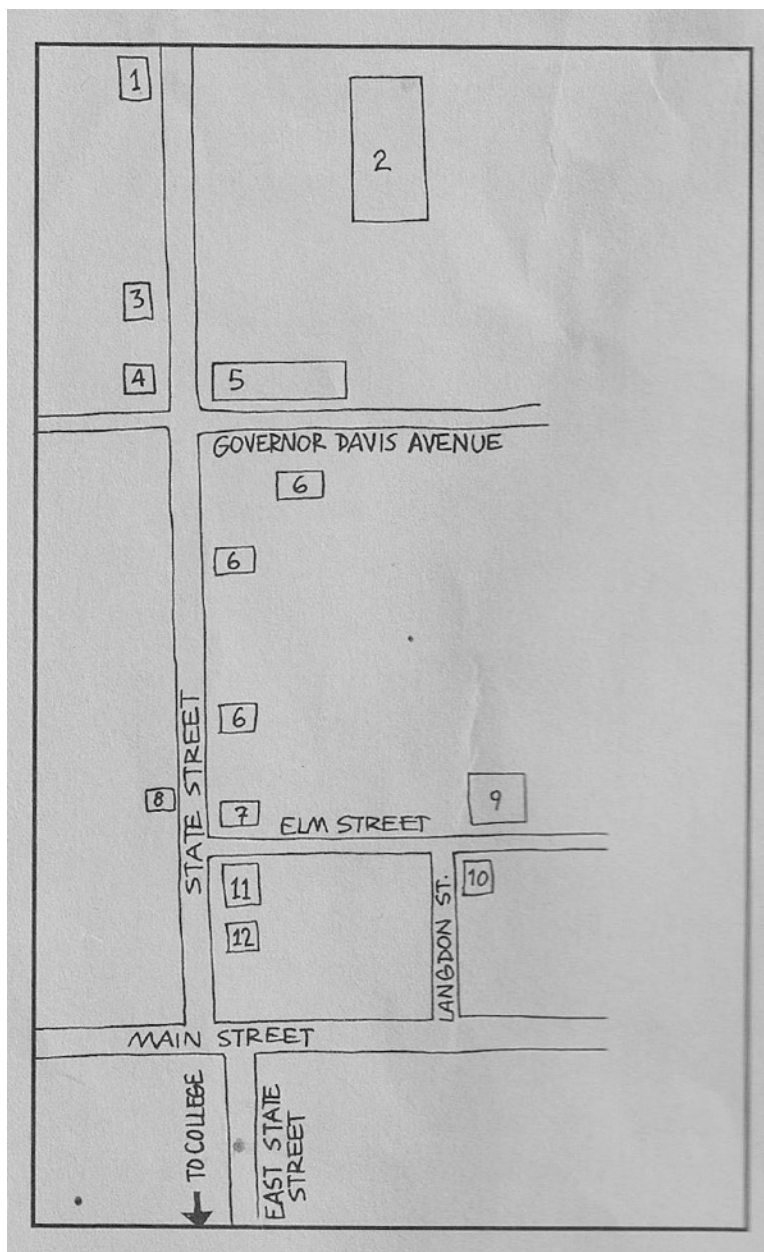 1
2
3
4
5
GOVERNOR DAVIS AVENUE
6
6
6
STATE STREET
8
7
ELM STREET
9
11
10
12
LANGDON ST.
MAIN STREET
TO COLLEGE
EAST STATE
STREET